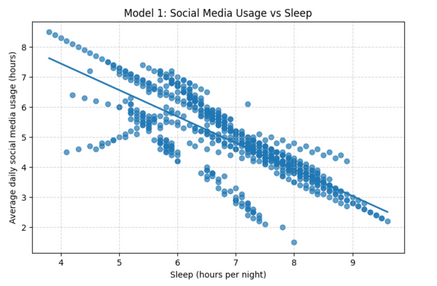 Model 1: Social Media Usage vs Sleep
Average daily social media usage (hours)
8
7
6
5
4
3
2
4 5 6 7 8 9
Sleep (hours per night)